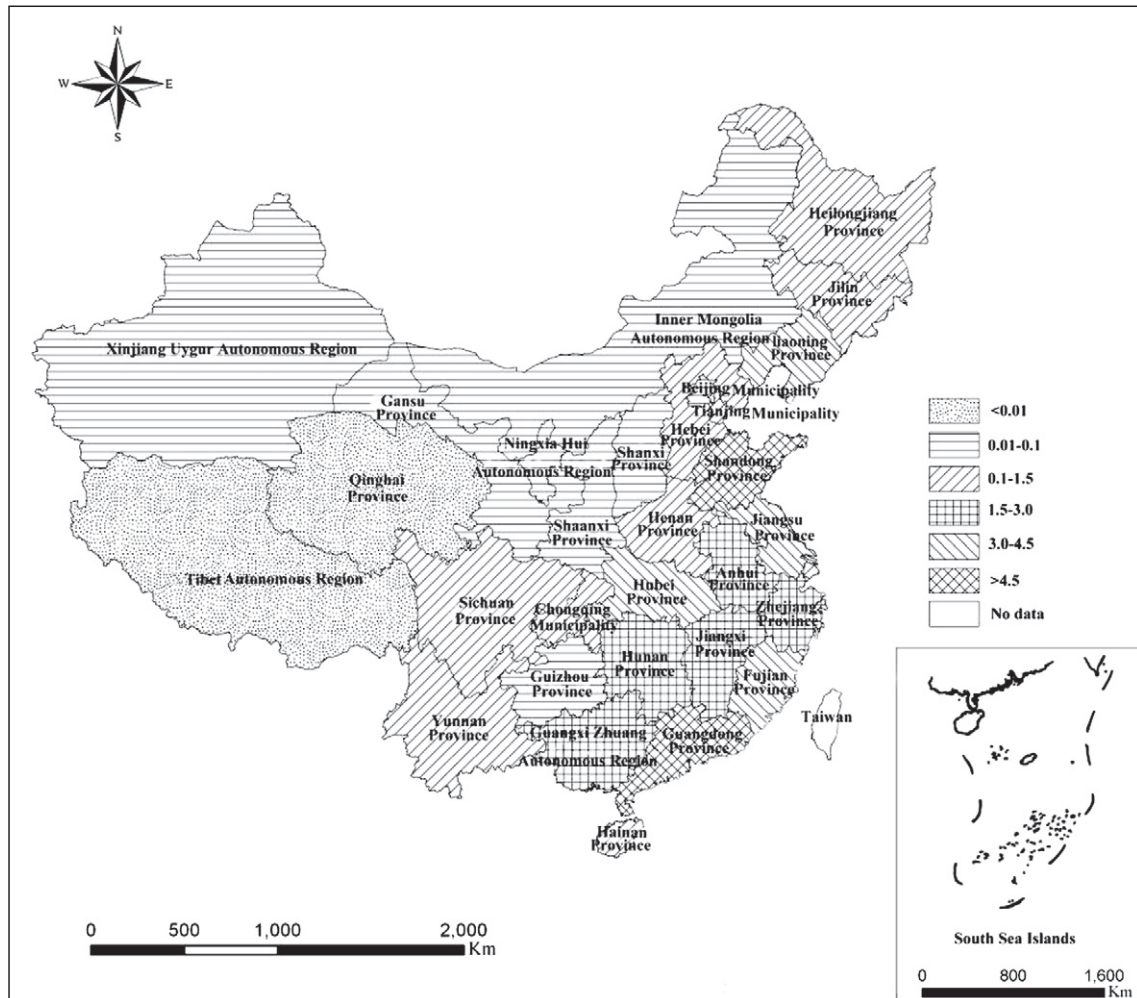 N
W E
S
Heilongjiang
Province
Jilin
Province
Inner Mongolia
Autonomous Region
Liaoning
Province
Xinjiang Uygur Autonomous Region
Gansu
Province
Beijing Municipality
Tianjing Municipality
Hebei
Province
Ningxia Hui
Autonomous Region
Shanxi
Province
Shandong
Province
Qinghai
Province
Shaanxi
Province
Henan
Province
Jiangsu
Province
Tibet Autonomous Region
Anhui
Province
Hubei
Province
Sichuan
Province
Chongqing
Municipality
Zhejiang
Province
Jiangxi
Province
Hunan
Province
Guizhou
Province
Fujian
Province
Yunnan
Province
Guangxi Zhuang
Autonomous Region
Guangdong
Province
Taiwan
Hainan
Province
<0.01
0.01-0.1
0.1-1.5
1.5-3.0
3.0-4.5
>4.5
No data
South Sea Islands
0 800 1,600
Km
0 500 1,000 2,000
Km